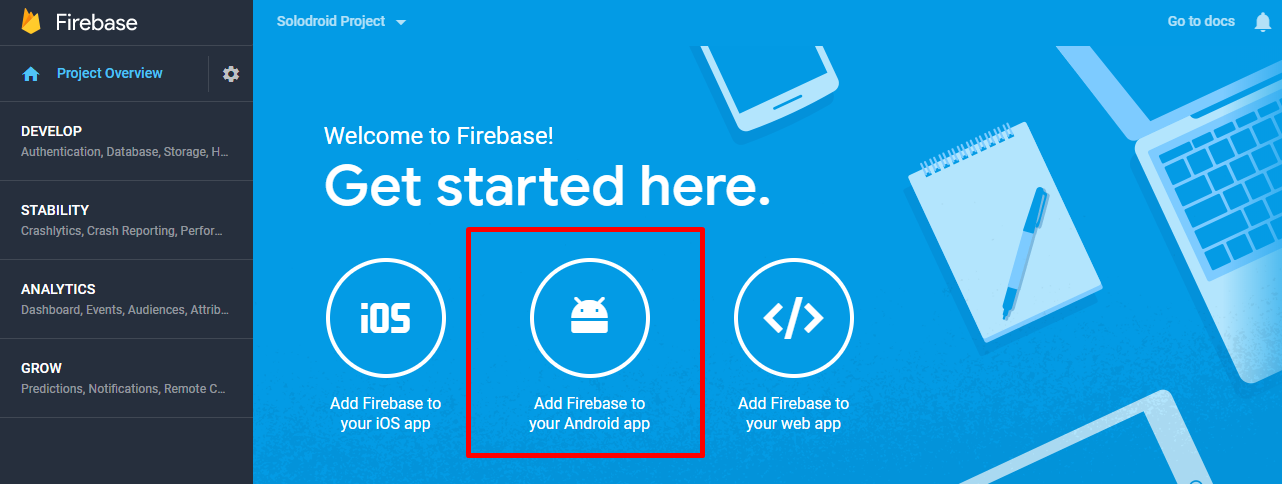 Firebase
Project Overview
DEVELOP
Authentication, Database, Storage, H...
STABILITY
Crashlytics, Crash Reporting, Perfor...
ANALYTICS
Dashboard, Events, Audiences, Attrib...
GROW
Predictions, Notifications, Remote C...
Solodroid Project
Go to docs
Welcome to Firebase!
Get started here.
iOS
Add Firebase to
your iOS app
Add Firebase to
your Android app
</>
Add Firebase to
your web app